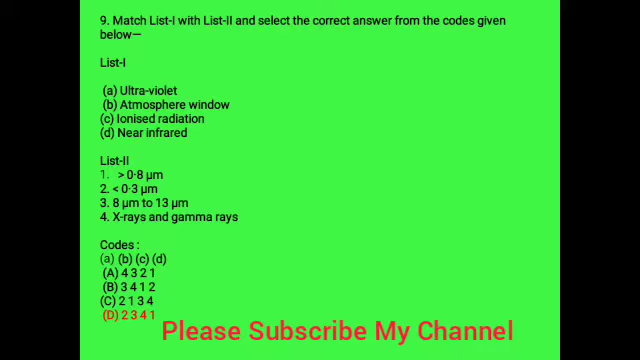 9. Match List-I with List-II and select the correct answer from the codes given
below—
List-I
(a) Ultra-violet
(b) Atmosphere window
(c) Ionised radiation
(d) Near infrared
List-II
1. > 0·8 µm
2. < 0·3 µm
3. 8 µm to 13 µm
4. X-rays and gamma rays
Codes :
(a) (b) (c) (d)
(A) 4 3 2 1
(B) 3 4 1 2
(C) 2 1 3 4
(D) 2 3 4 1
Please Subscribe My Channel